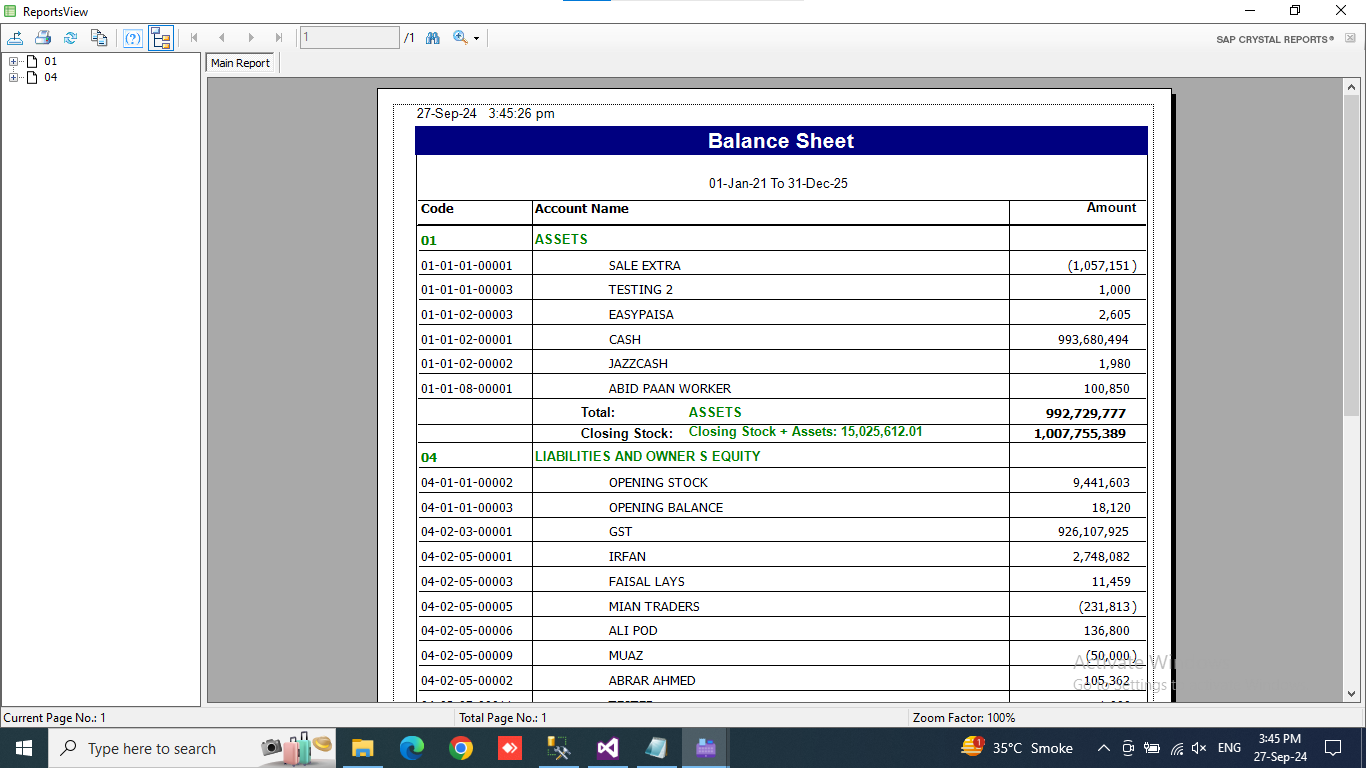 ReportsView
1 /1
SAP CRYSTAL REPORTS®
01
04
Main Report
27-Sep-24 3:45:26 pm
Balance Sheet
01-Jan-21 To 31-Dec-25
Code Account Name Amount
01 ASSETS
01-01-01-00001 SALE EXTRA (1,057,151)
01-01-01-00003 TESTING 2 1,000
01-01-02-00003 EASYPAISA 2,605
01-01-02-00001 CASH 993,680,494
01-01-02-00002 JAZZCASH 1,980
01-01-08-00001 ABID PAAN WORKER 100,850
Total: ASSETS 992,729,777
Closing Stock: Closing Stock + Assets: 15,025,612.01 1,007,755,389
04 LIABILITIES AND OWNER S EQUITY
04-01-01-00002 OPENING STOCK 9,441,603
04-01-01-00003 OPENING BALANCE 18,120
04-02-03-00001 GST 926,107,925
04-02-05-00001 IRFAN 2,748,082
04-02-05-00003 FAISAL LAYS 11,459
04-02-05-00005 MIAN TRADERS (231,813)
04-02-05-00006 ALI POD 136,800
04-02-05-00009 MUAZ (50,000)
Activate Wi
04-02-05-00002 ABRAR AHMED 105,362
Go to Settings t
Current Page No.: 1 Total Page No.: 1 Zoom Factor: 100%
Type here to search
1 35°C Smoke ENG 3:45 PM
27-Sep-24